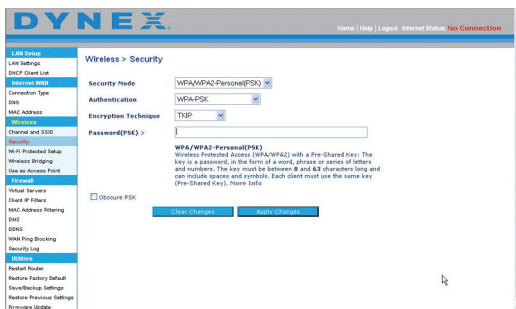 DYNEX
Home | Help | Logout Internet Status: No Connection
LAN Setup
LAN Settings
DHCP Client List
Internet WAN
Connection Type
DNS
MAC Address
Wireless
Channel and SSID
Security
Wi-Fi Protected Setup
Wireless Bridging
Use as Access Point
Firewall
Virtual Servers
Client IP Filters
MAC Address Filtering
DMZ
DDNS
WAN Ping Blocking
Security Log
Utilities
Restart Router
Restore Factory Default
Save/Backup Settings
Restore Previous Settings
Firmware Update
Wireless > Security
Security Mode WPA/WPA2-Personal(PSK)
Authentication WPA-PSK
Encryption Technique TKIP
Password(PSK) >
WPA/WPA2-Personal(PSK)
Wireless Protected Access (WPA/WPA2) with a Pre-Shared Key: The
key is a password, in the form of a word, phrase or series of letters
and numbers. The key must be between 8 and 63 characters long and
can include spaces and symbols. Each client must use the same key
(Pre-Shared Key). More Info
Obscure PSK
Clear Changes Apply Changes